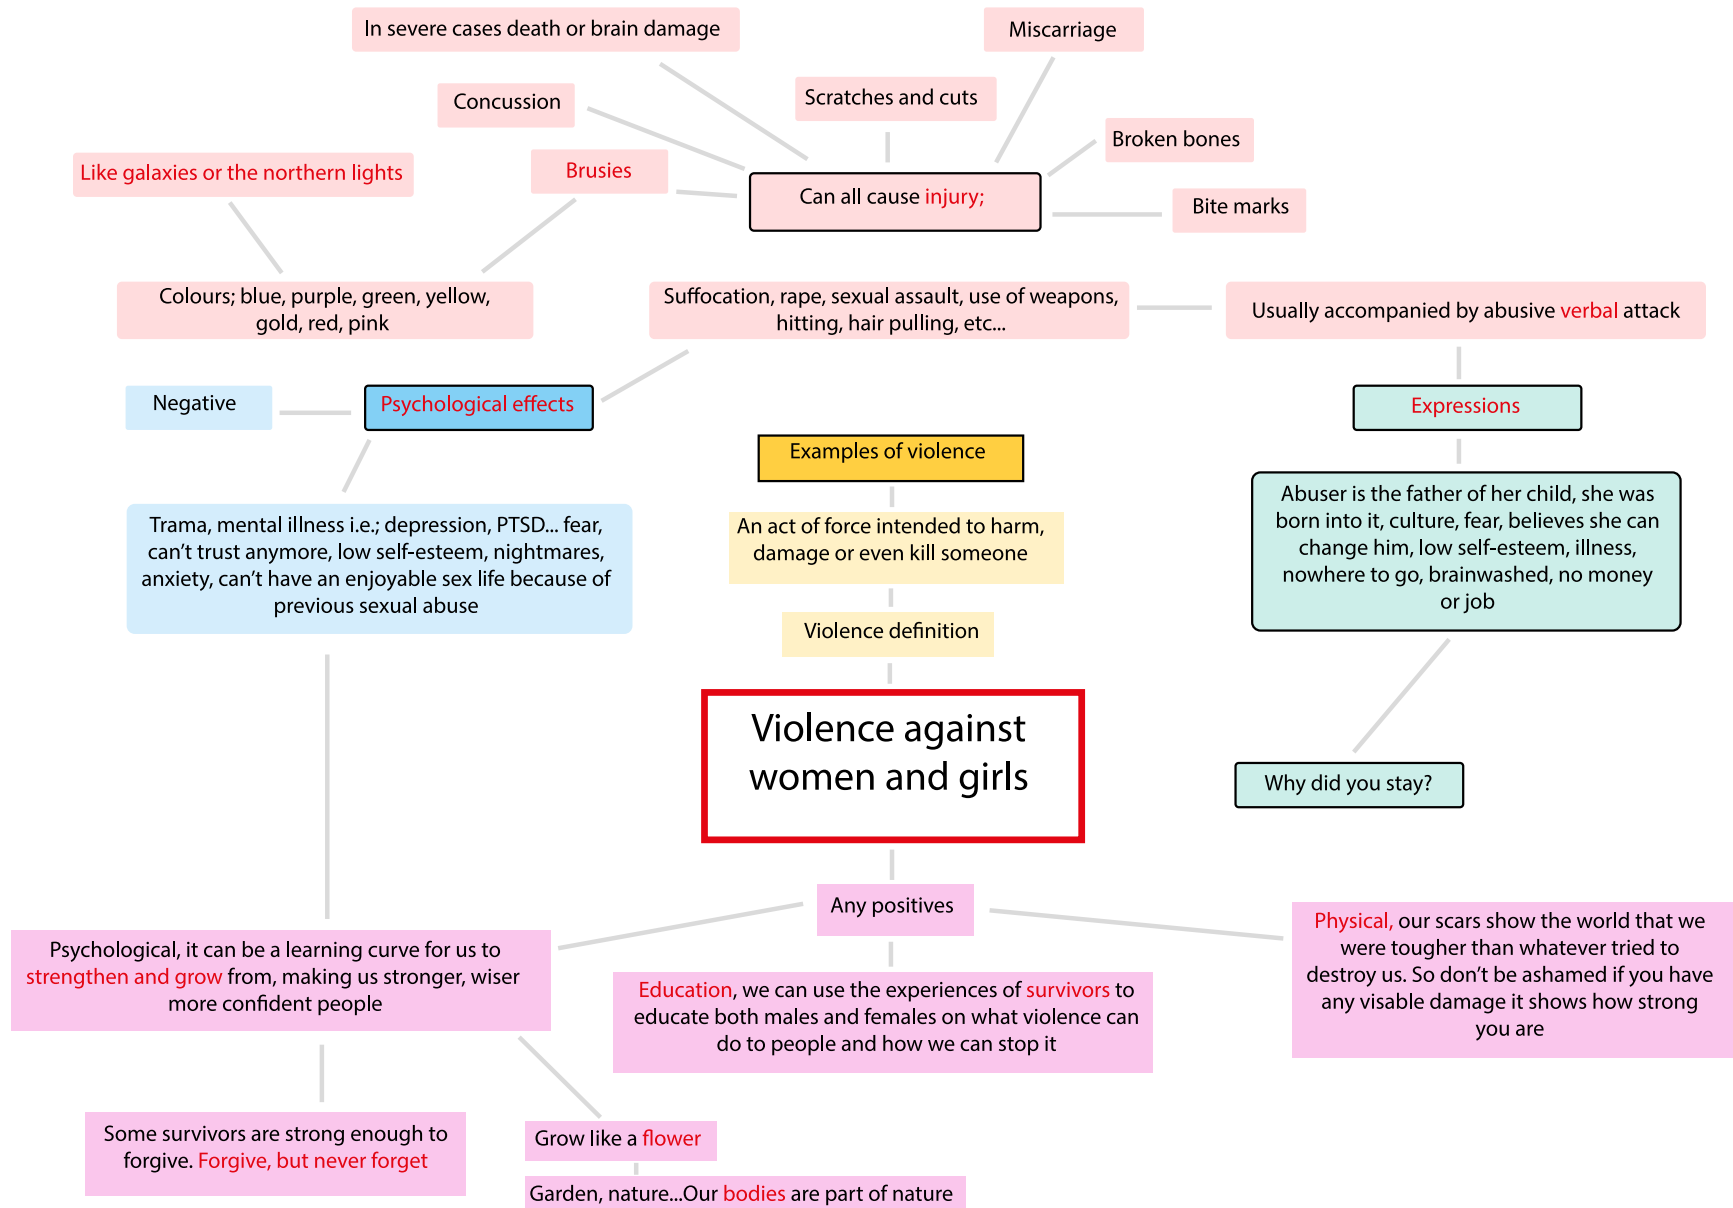 In severe cases death or brain damage
Miscarriage
Concussion
Scratches and cuts
Broken bones
Like galaxies or the northern lights
Brusies
Can all cause injury;
Bite marks
Colours; blue, purple, green, yellow,
gold, red, pink
Suffocation, rape, sexual assault, use of weapons,
hitting, hair pulling, etc...
Usually accompanied by abusive verbal attack
Negative
Psychological effects
Expressions
Examples of violence
Trama, mental illness i.e.; depression, PTSD... fear,
can’t trust anymore, low self-esteem, nightmares,
anxiety, can’t have an enjoyable sex life because of
previous sexual abuse
An act of force intended to harm,
damage or even kill someone
Abuser is the father of her child, she was
born into it, culture, fear, believes she can
change him, low self-esteem, illness,
nowhere to go, brainwashed, no money
or job
Violence definition
Violence against
women and girls
Why did you stay?
Any positives
Psychological, it can be a learning curve for us to
strengthen and grow from, making us stronger, wiser
more confident people
Education, we can use the experiences of survivors to
educate both males and females on what violence can
do to people and how we can stop it
Physical, our scars show the world that we
were tougher than whatever tried to
destroy us. So don’t be ashamed if you have
any visable damage it shows how strong
you are
Some survivors are strong enough to
forgive. Forgive, but never forget
Grow like a flower
Garden, nature...Our bodies are part of nature